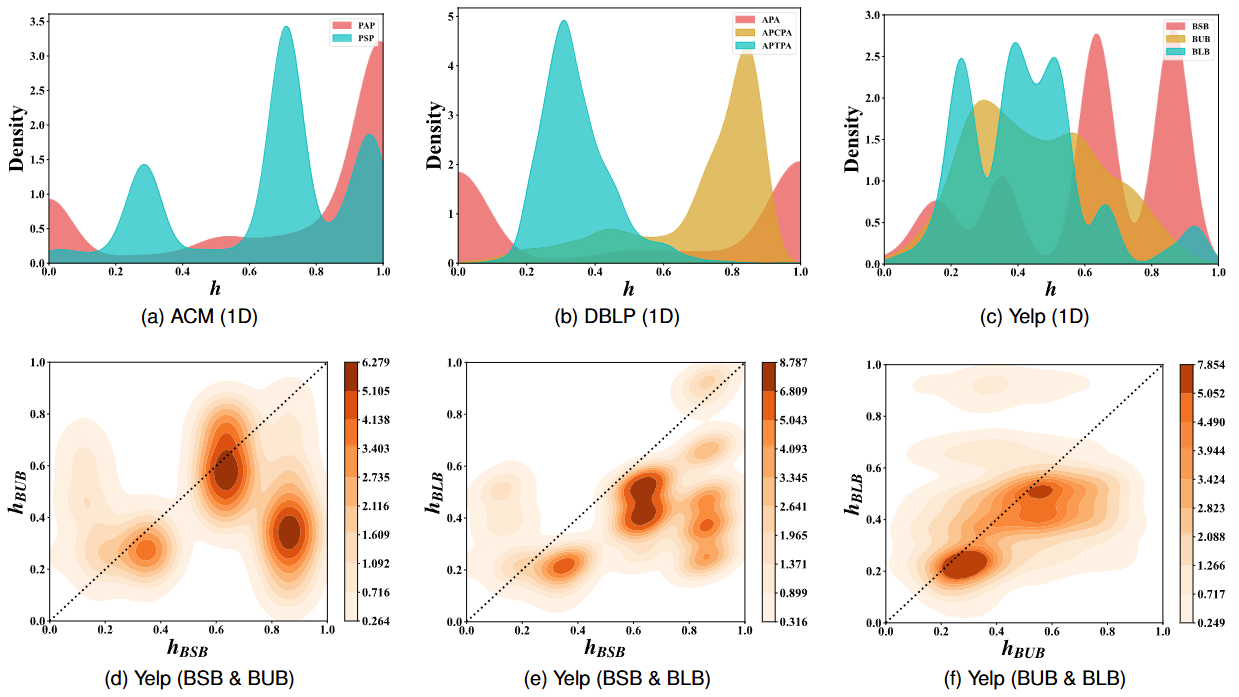 3.5
3.0
2.5
2.0
1.5
1.0
0.5
0.0
Density
0.0 0.2 0.4 0.6 0.8 1.0
h
PAP
PSP
(a) ACM (1D)
5
4
3
2
1
0
Density
0.0 0.2 0.4 0.6 0.8 1.0
h
APA
APCPA
APTPA
(b) DBLP (1D)
3.0
2.5
2.0
1.5
1.0
0.5
0.0
Density
0.0 0.2 0.4 0.6 0.8 1.0
h
BSB
BUB
BLB
(c) Yelp (1D)
1.0
0.8
0.6
0.4
0.2
0.0
hBUB
0.0 0.2 0.4 0.6 0.8 1.0
hBSB
6.279
5.105
4.138
3.403
2.735
2.116
1.609
1.092
0.716
0.264
(d) Yelp (BSB & BUB)
1.0
0.8
0.6
0.4
0.2
0.0
hBLB
0.0 0.2 0.4 0.6 0.8 1.0
hBSB
8.787
6.809
5.043
4.093
3.345
2.641
1.965
1.371
0.899
0.316
(e) Yelp (BSB & BLB)
1.0
0.8
0.6
0.4
0.2
0.0
hBLB
0.0 0.2 0.4 0.6 0.8 1.0
hBUB
7.854
5.052
4.490
3.944
3.424
2.823
2.088
1.266
0.717
0.249
(f) Yelp (BUB & BLB)